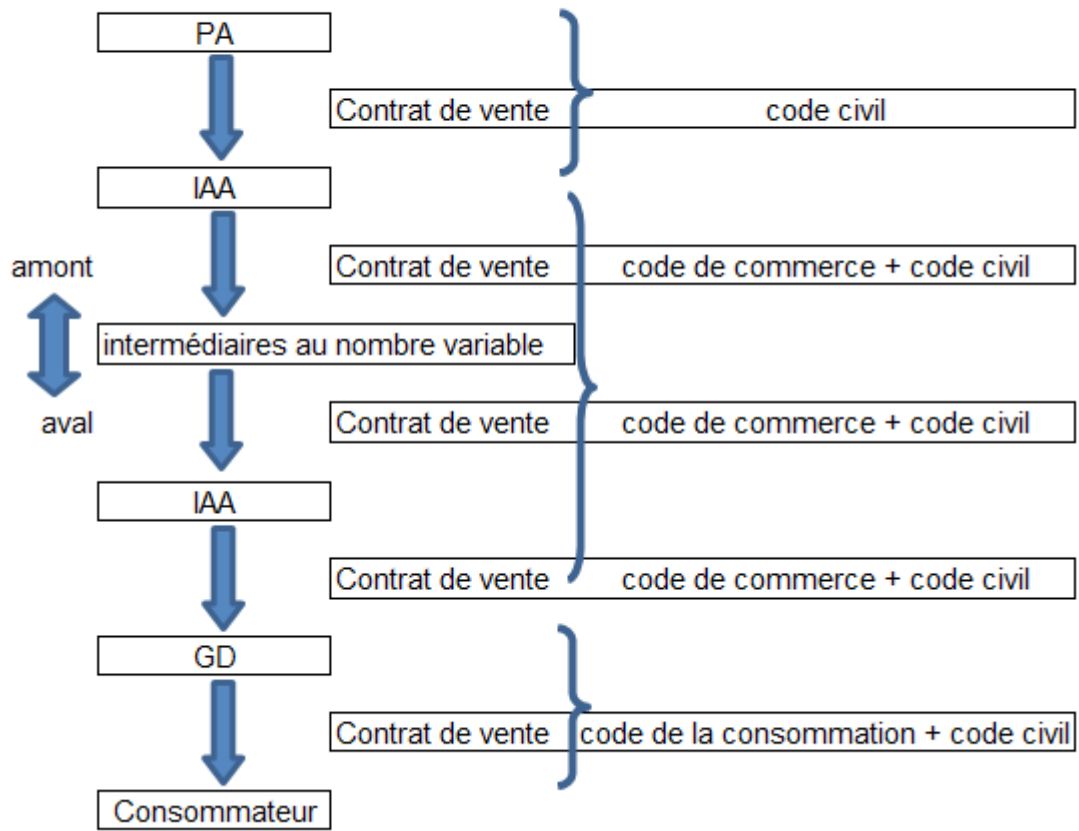 PA
Contrat de vente code civil
IAA
amont Contrat de vente code de commerce + code civil
intermédiaires au nombre variable
aval Contrat de vente code de commerce + code civil
IAA
Contrat de vente code de commerce + code civil
GD
Contrat de vente code de la consommation + code civil
Consommateur